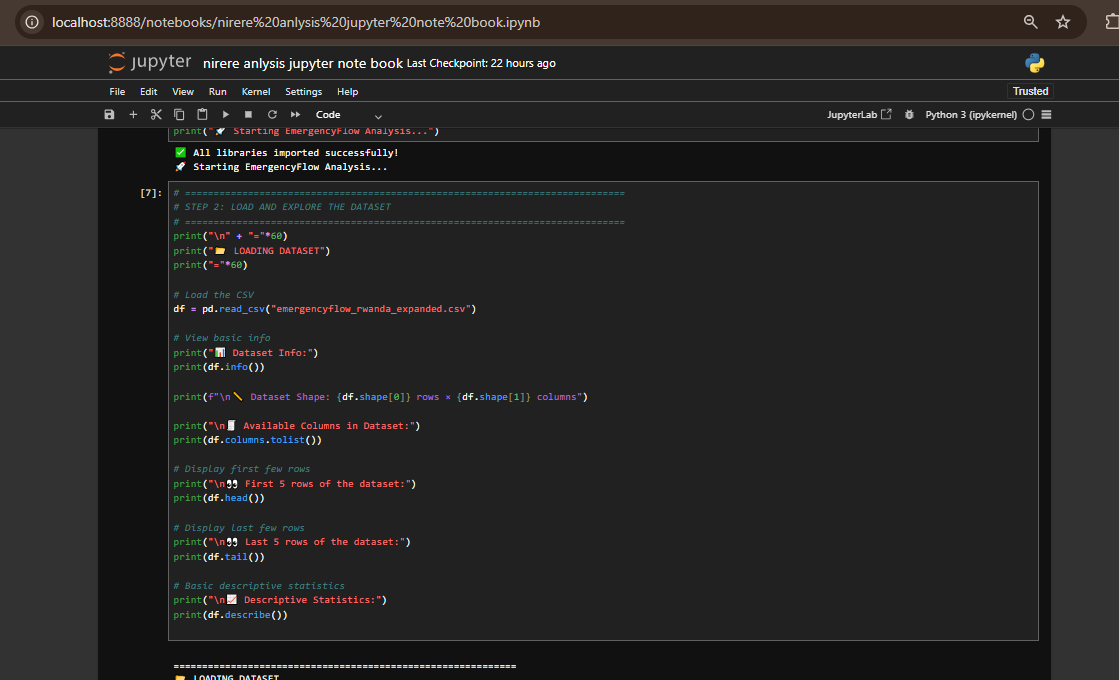 localhost:8888/notebooks/nirere%20anlysis%20jupyter%20note%20book.ipynb
jupyter nirere anlysis jupyter note book Last Checkpoint: 22 hours ago
File Edit View Run Kernel Settings Help Trusted
Code JupyterLab Python 3 (ipykernel)
print("🚀 Starting EmergencyFlow Analysis...")
✅ All libraries imported successfully!
🚀 Starting EmergencyFlow Analysis...
[7]: # =============================================================================
# STEP 2: LOAD AND EXPLORE THE DATASET
# =============================================================================
print("\n" + "="*60)
print("📂 LOADING DATASET")
print("="*60)
# Load the CSV
df = pd.read_csv("emergencyflow_rwanda_expanded.csv")
# View basic info
print("📊 Dataset Info:")
print(df.info())
print(f"\n📏 Dataset Shape: {df.shape[0]} rows × {df.shape[1]} columns")
print("\n🧾 Available Columns in Dataset:")
print(df.columns.tolist())
# Display first few rows
print("\n👀 First 5 rows of the dataset:")
print(df.head())
# Display last few rows
print("\n👀 Last 5 rows of the dataset:")
print(df.tail())
# Basic descriptive statistics
print("\n📈 Descriptive Statistics:")
print(df.describe())
============================================================
📂 LOADING DATASET